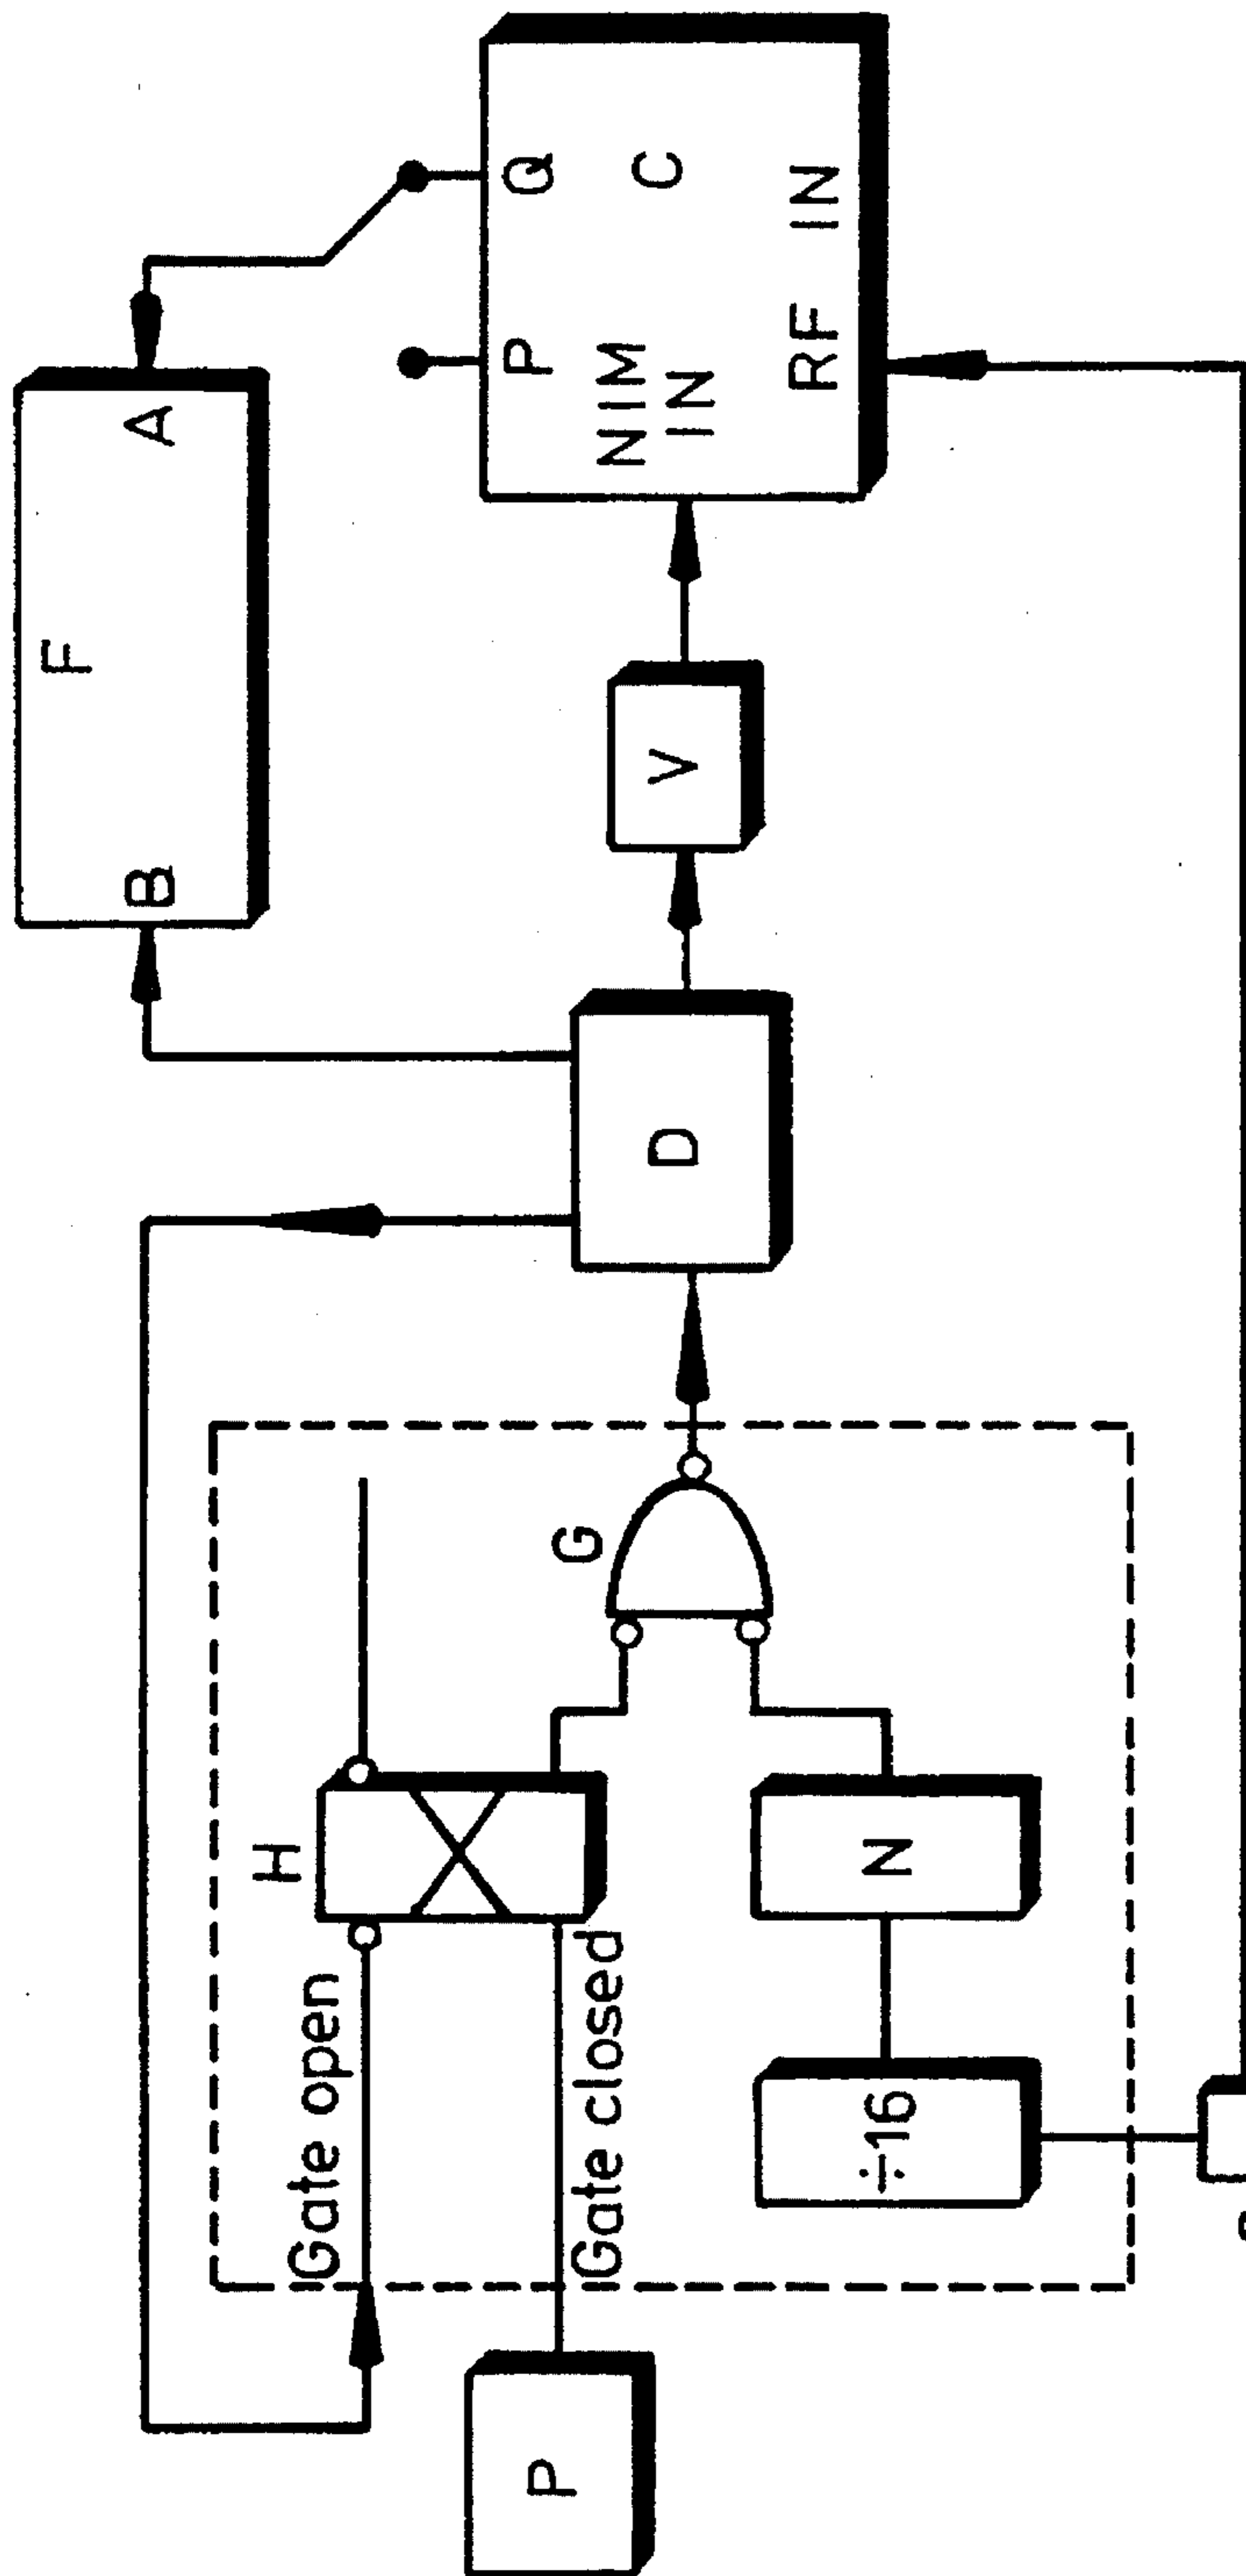 F
B
A
P
Q
NIM
IN
C
RF IN
V
D
H
G
Gate open
Gate closed
N
÷16
P